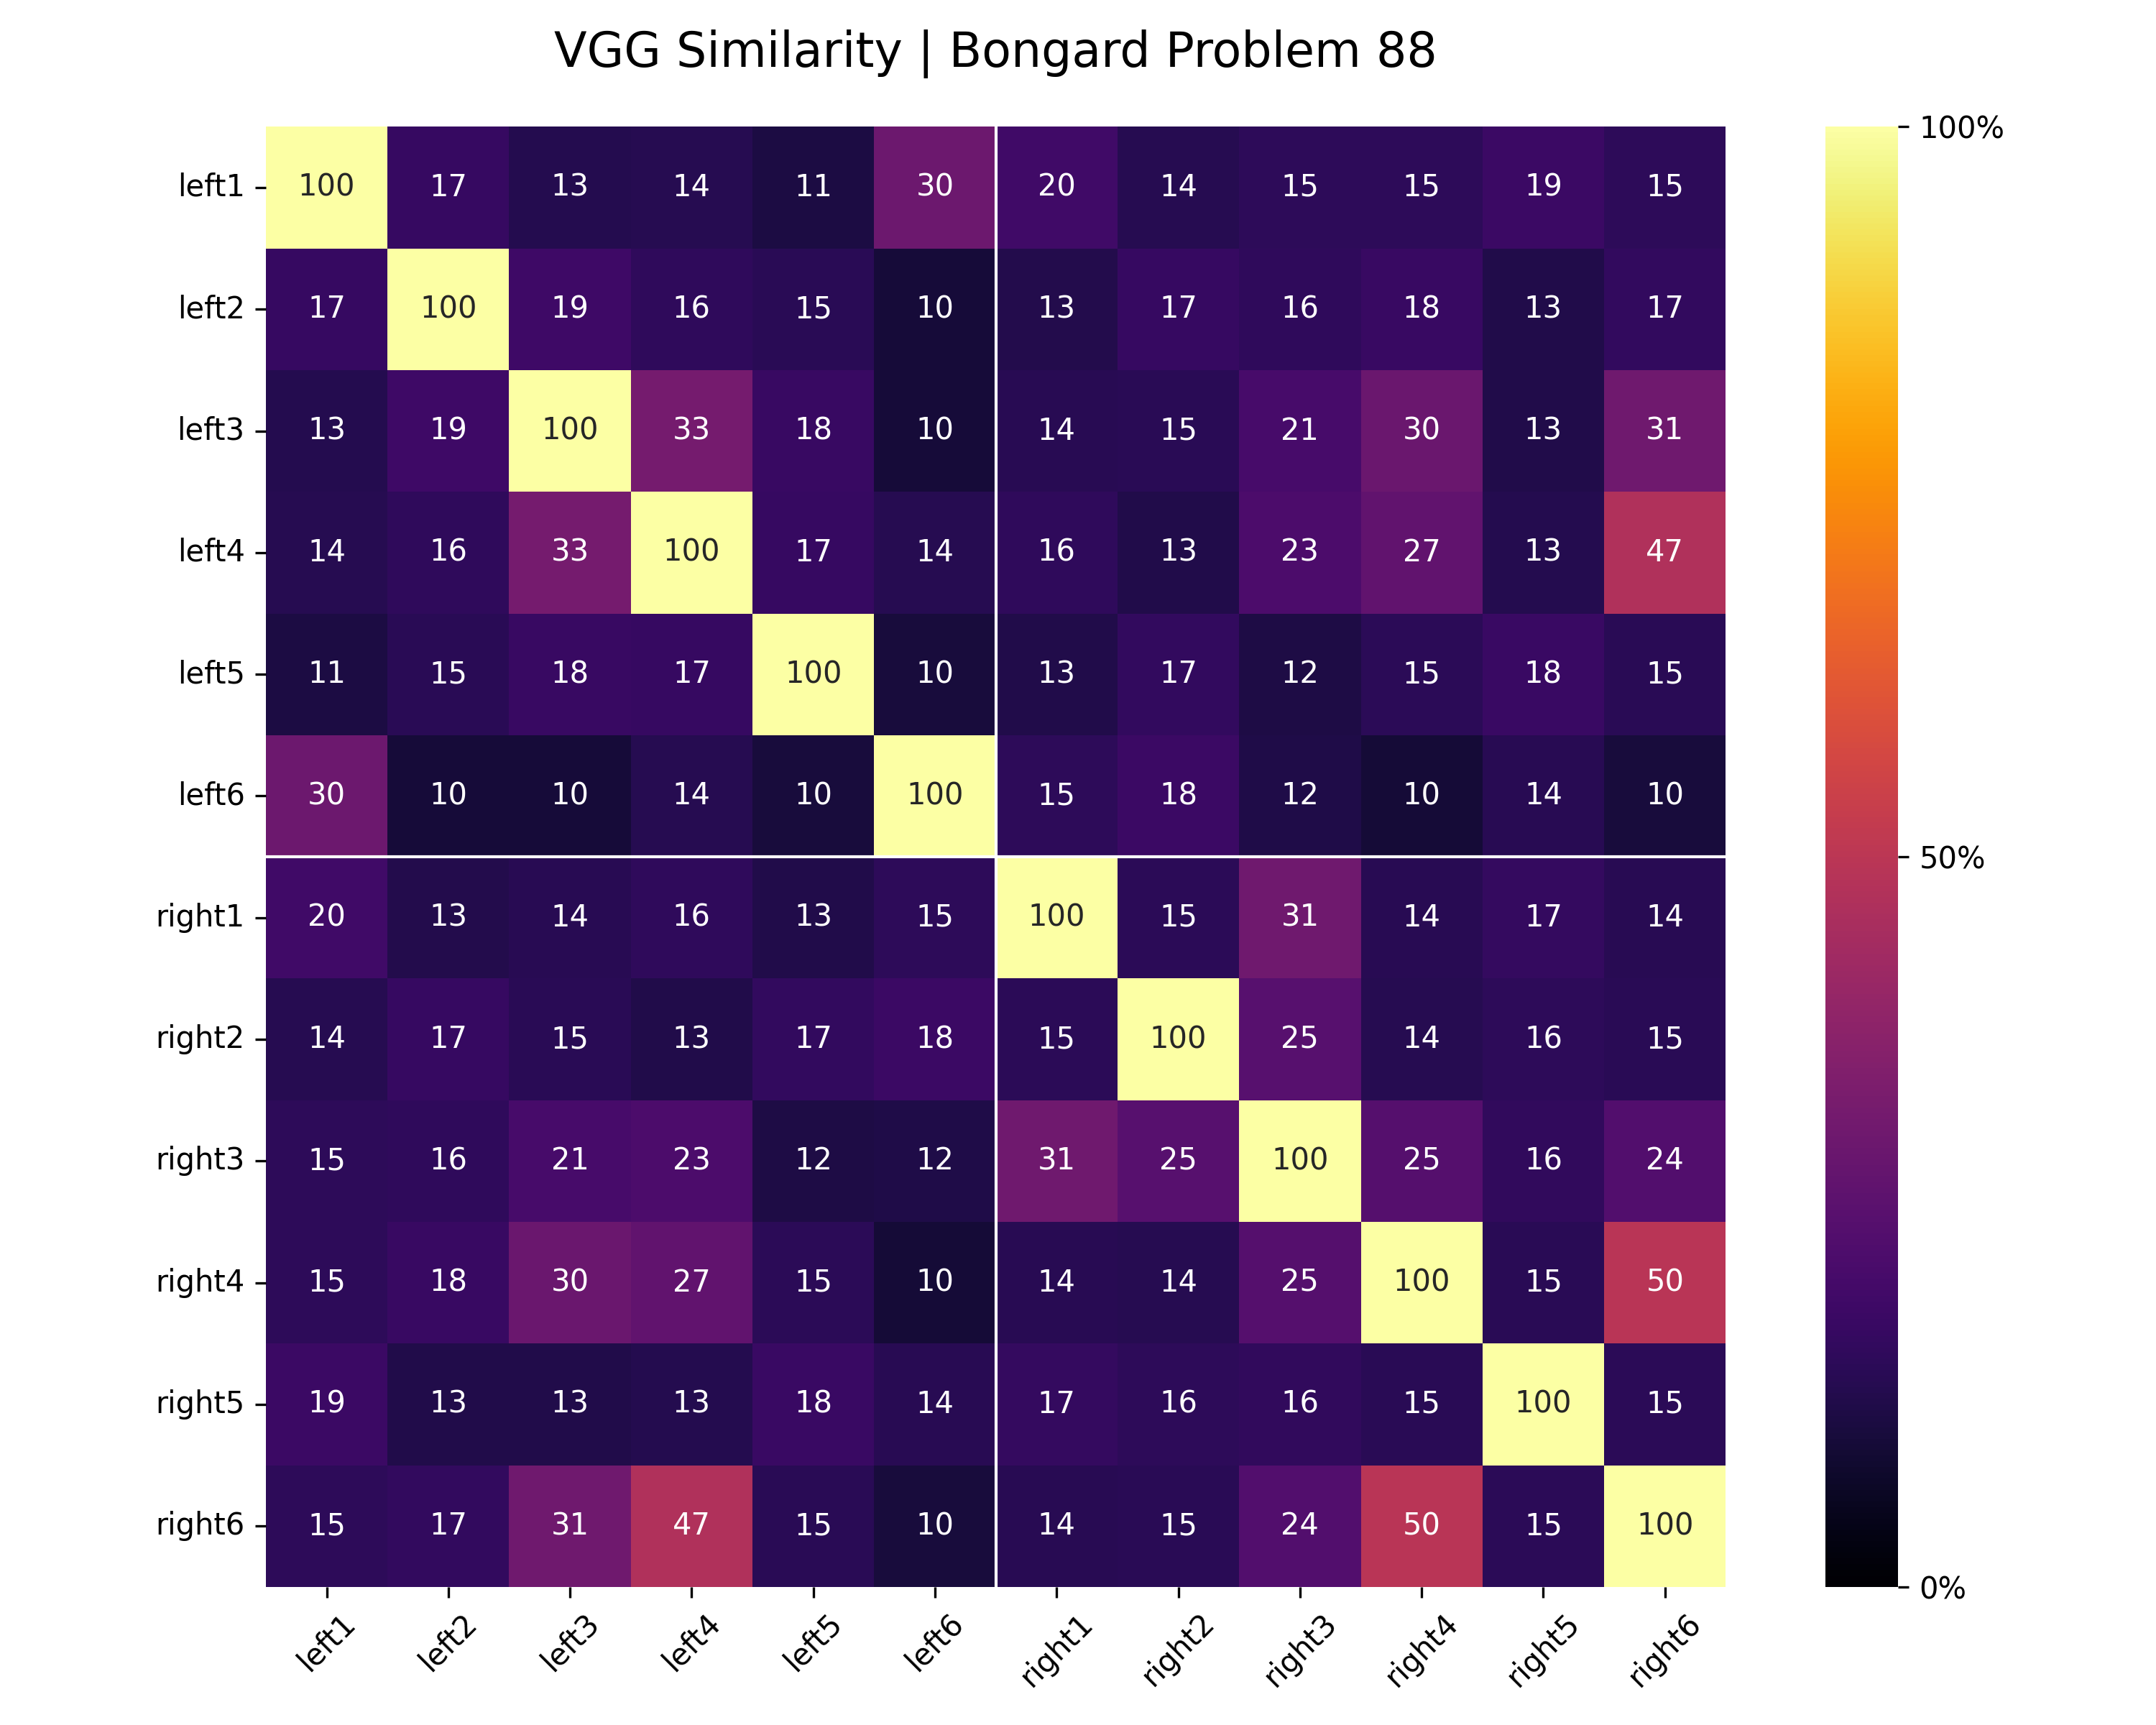 VGG Similarity | Bongard Problem 88
left1 100 17 13 14 11 30 20 14 15 15 19 15
left2 17 100 19 16 15 10 13 17 16 18 13 17
left3 13 19 100 33 18 10 14 15 21 30 13 31
left4 14 16 33 100 17 14 16 13 23 27 13 47
left5 11 15 18 17 100 10 13 17 12 15 18 15
left6 30 10 10 14 10 100 15 18 12 10 14 10
right1 20 13 14 16 13 15 100 15 31 14 17 14
right2 14 17 15 13 17 18 15 100 25 14 16 15
right3 15 16 21 23 12 12 31 25 100 25 16 24
right4 15 18 30 27 15 10 14 14 25 100 15 50
right5 19 13 13 13 18 14 17 16 16 15 100 15
right6 15 17 31 47 15 10 14 15 24 50 15 100
left1 left2 left3 left4 left5 left6 right1 right2 right3 right4 right5 right6
100%
50%
0%